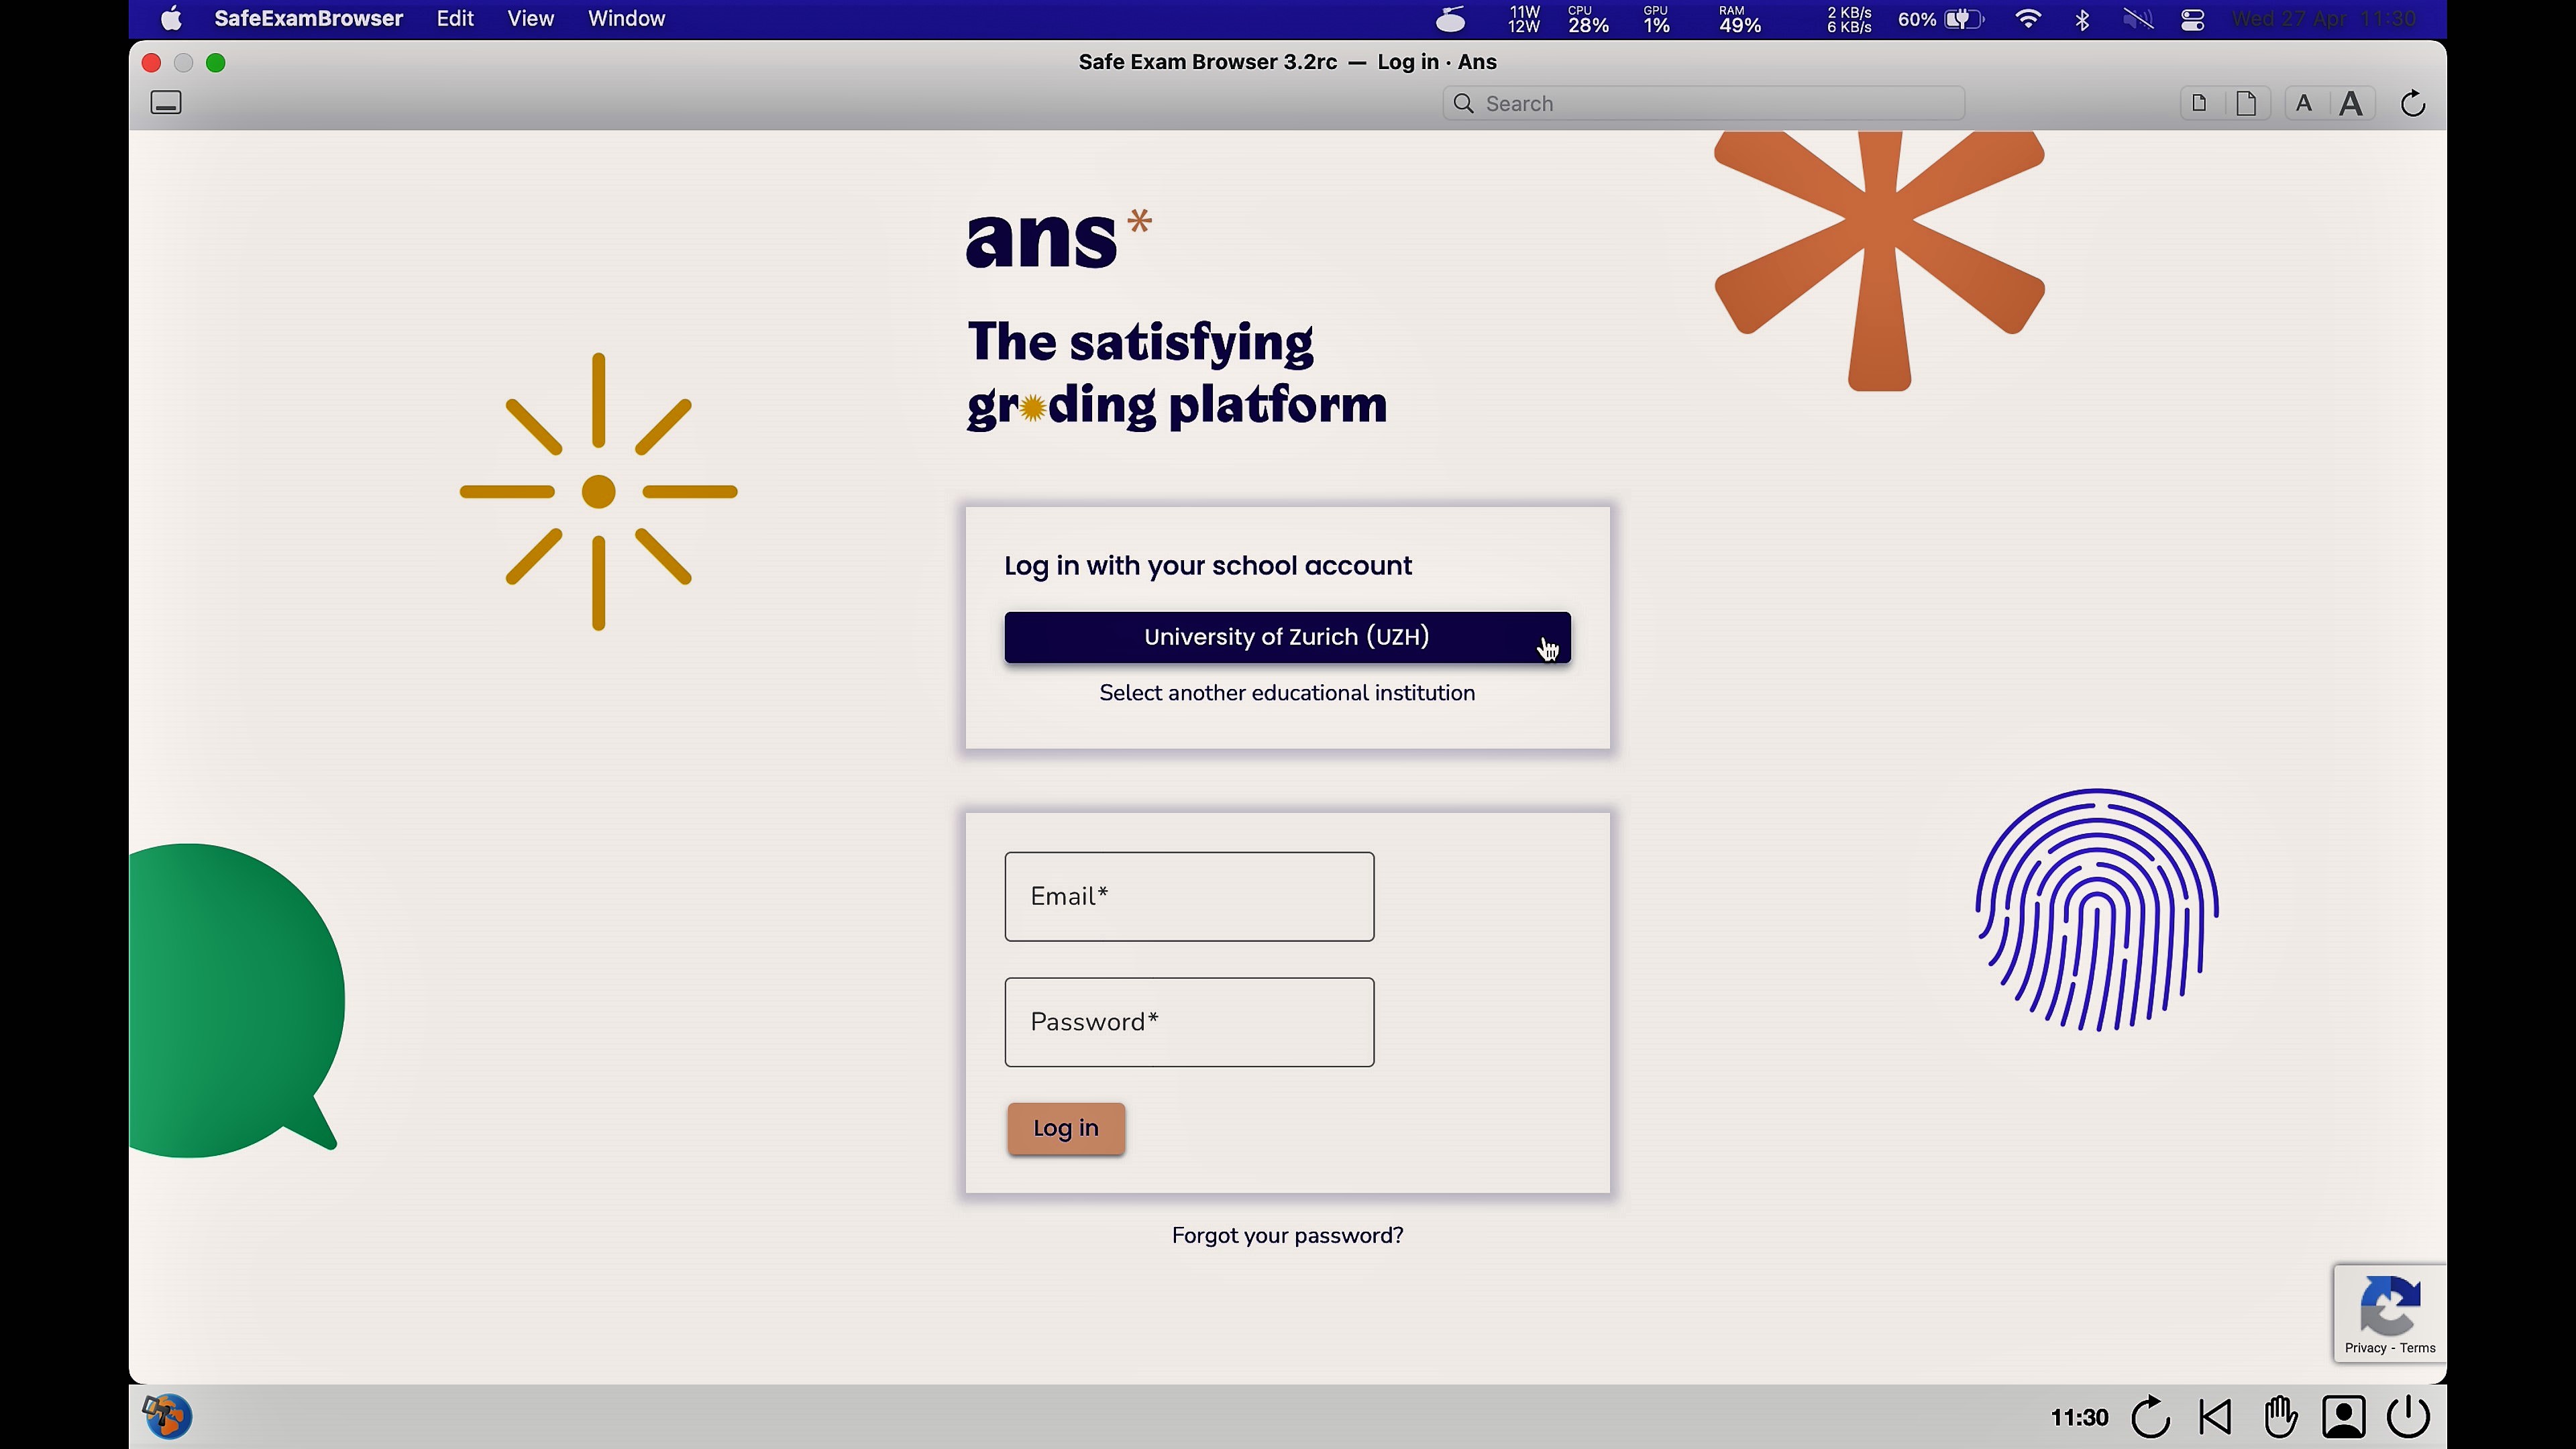 SafeExamBrowser Edit View Window 11W 12W CPU 28% GPU 1% RAM 49% 2 KB/s 6 KB/s 60% Wed 27 Apr 11:30
Safe Exam Browser 3.2rc — Log in · Ans
Search A A
ans*
The satisfying
grding platform
Log in with your school account
University of Zurich (UZH)
Select another educational institution
Email*
Password*
Log in
Forgot your password?
Privacy - Terms
11:30